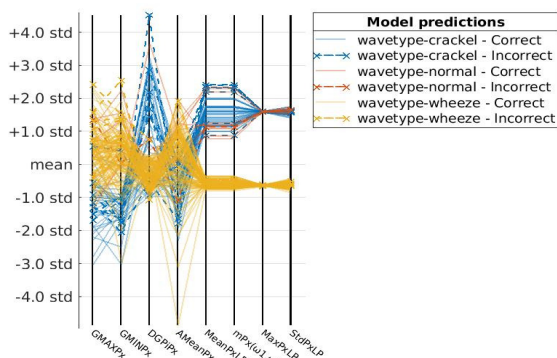 Model predictions
wavetype-crackel - Correct
wavetype-crackel - Incorrect
wavetype-normal - Correct
wavetype-normal - Incorrect
wavetype-wheeze - Correct
wavetype-wheeze - Incorrect
+4.0 std
+3.0 std
+2.0 std
+1.0 std
mean
-1.0 std
-2.0 std
-3.0 std
-4.0 std
GMAXPx
GMINPx
DGPIPx
AMeanPx
MeanPxLP
MaxPxLP
StdPxLP